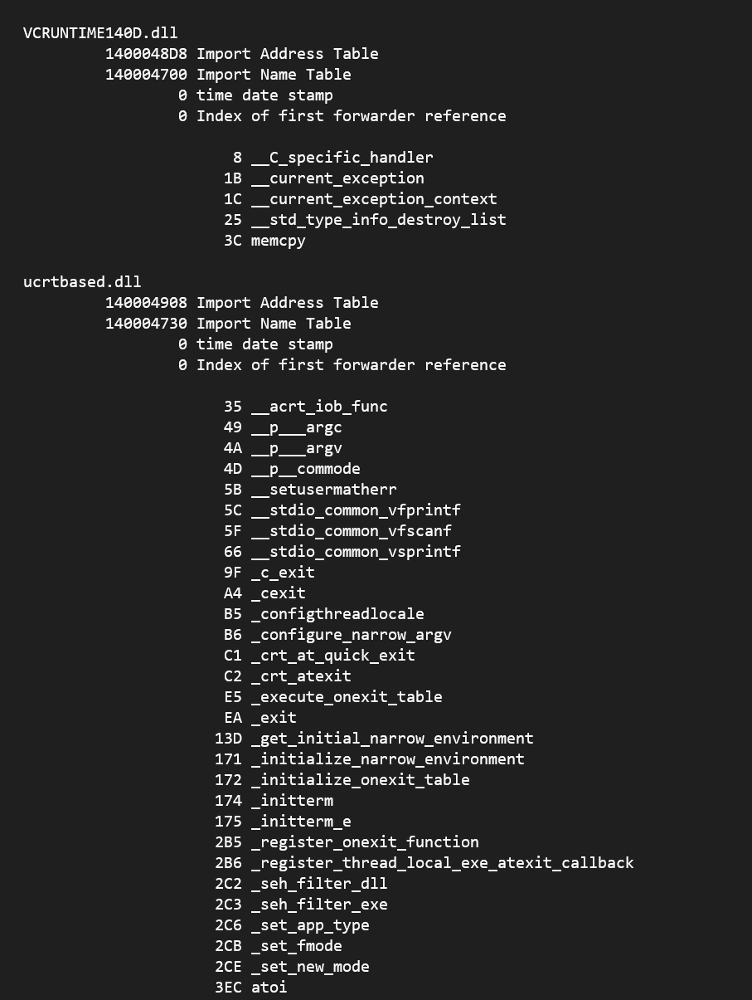 VCRUNTIME140D.dll
1400048D8 Import Address Table
140004700 Import Name Table
0 time date stamp
0 Index of first forwarder reference
8 __C_specific_handler
1B __current_exception
1C __current_exception_context
25 __std_type_info_destroy_list
3C memcpy
ucrtbased.dll
140004908 Import Address Table
140004730 Import Name Table
0 time date stamp
0 Index of first forwarder reference
35 __acrt_iob_func
49 __p___argc
4A __p___argv
4D __p__commode
5B __setusermatherr
5C __stdio_common_vfprintf
5F __stdio_common_vfscanf
66 __stdio_common_vsprintf
9F _c_exit
A4 _cexit
B5 _configthreadlocale
B6 _configure_narrow_argv
C1 _crt_at_quick_exit
C2 _crt_atexit
E5 _execute_onexit_table
EA _exit
13D _get_initial_narrow_environment
171 _initialize_narrow_environment
172 _initialize_onexit_table
174 _initterm
175 _initterm_e
2B5 _register_onexit_function
2B6 _register_thread_local_exe_atexit_callback
2C2 _seh_filter_dll
2C3 _seh_filter_exe
2C6 _set_app_type
2CB _set_fmode
2CE _set_new_mode
3EC atoi